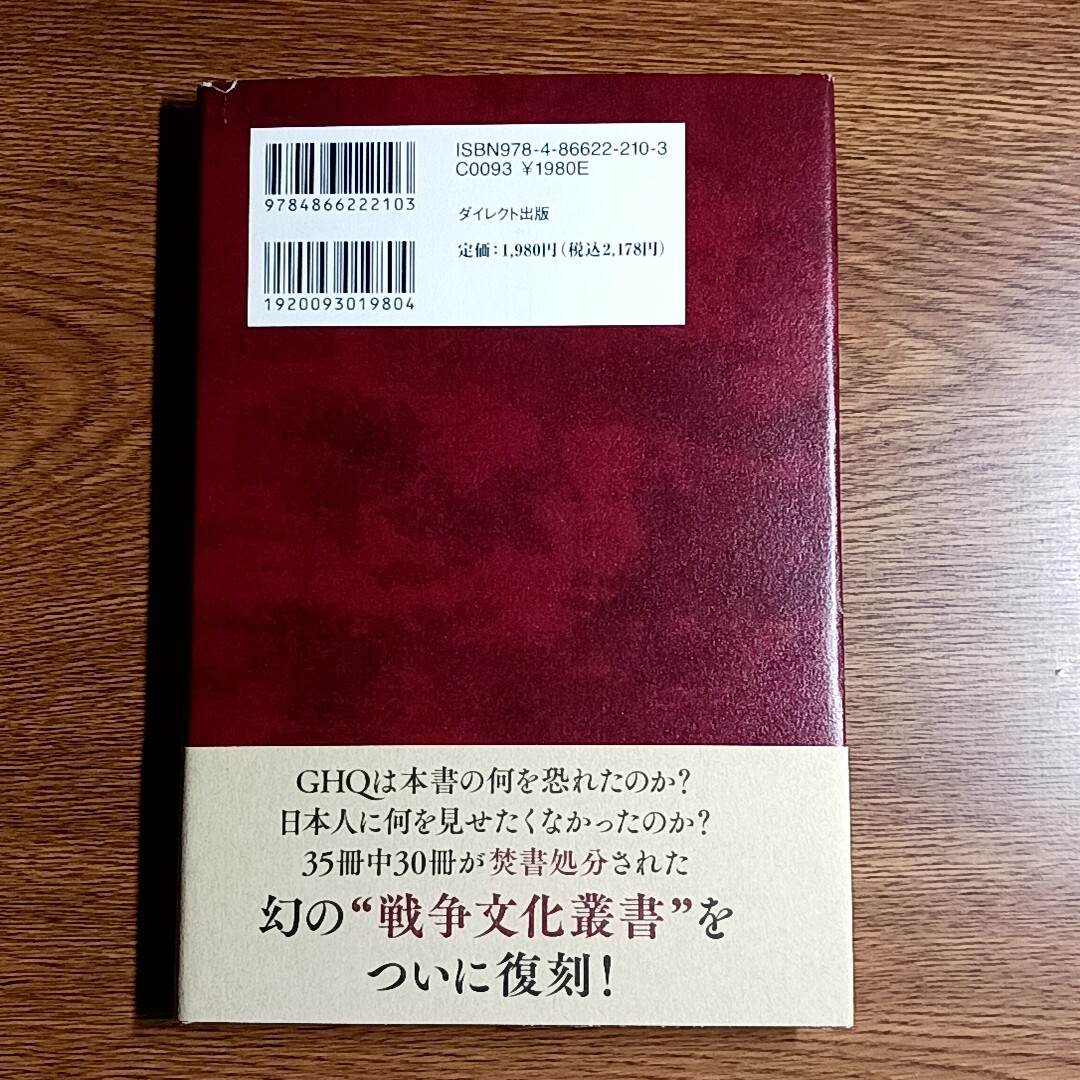 9784866222103
1920093019804
ISBN978-4-86622-210-3
C0093 ¥1980E
ダイレクト出版
定価:1,980円(税込2,178円)
GHQは本書の何を恐れたのか?
日本人に何を見せたくなかったのか?
35冊中30冊が焚書処分された
幻の“戦争文化叢書”を
ついに復刻!